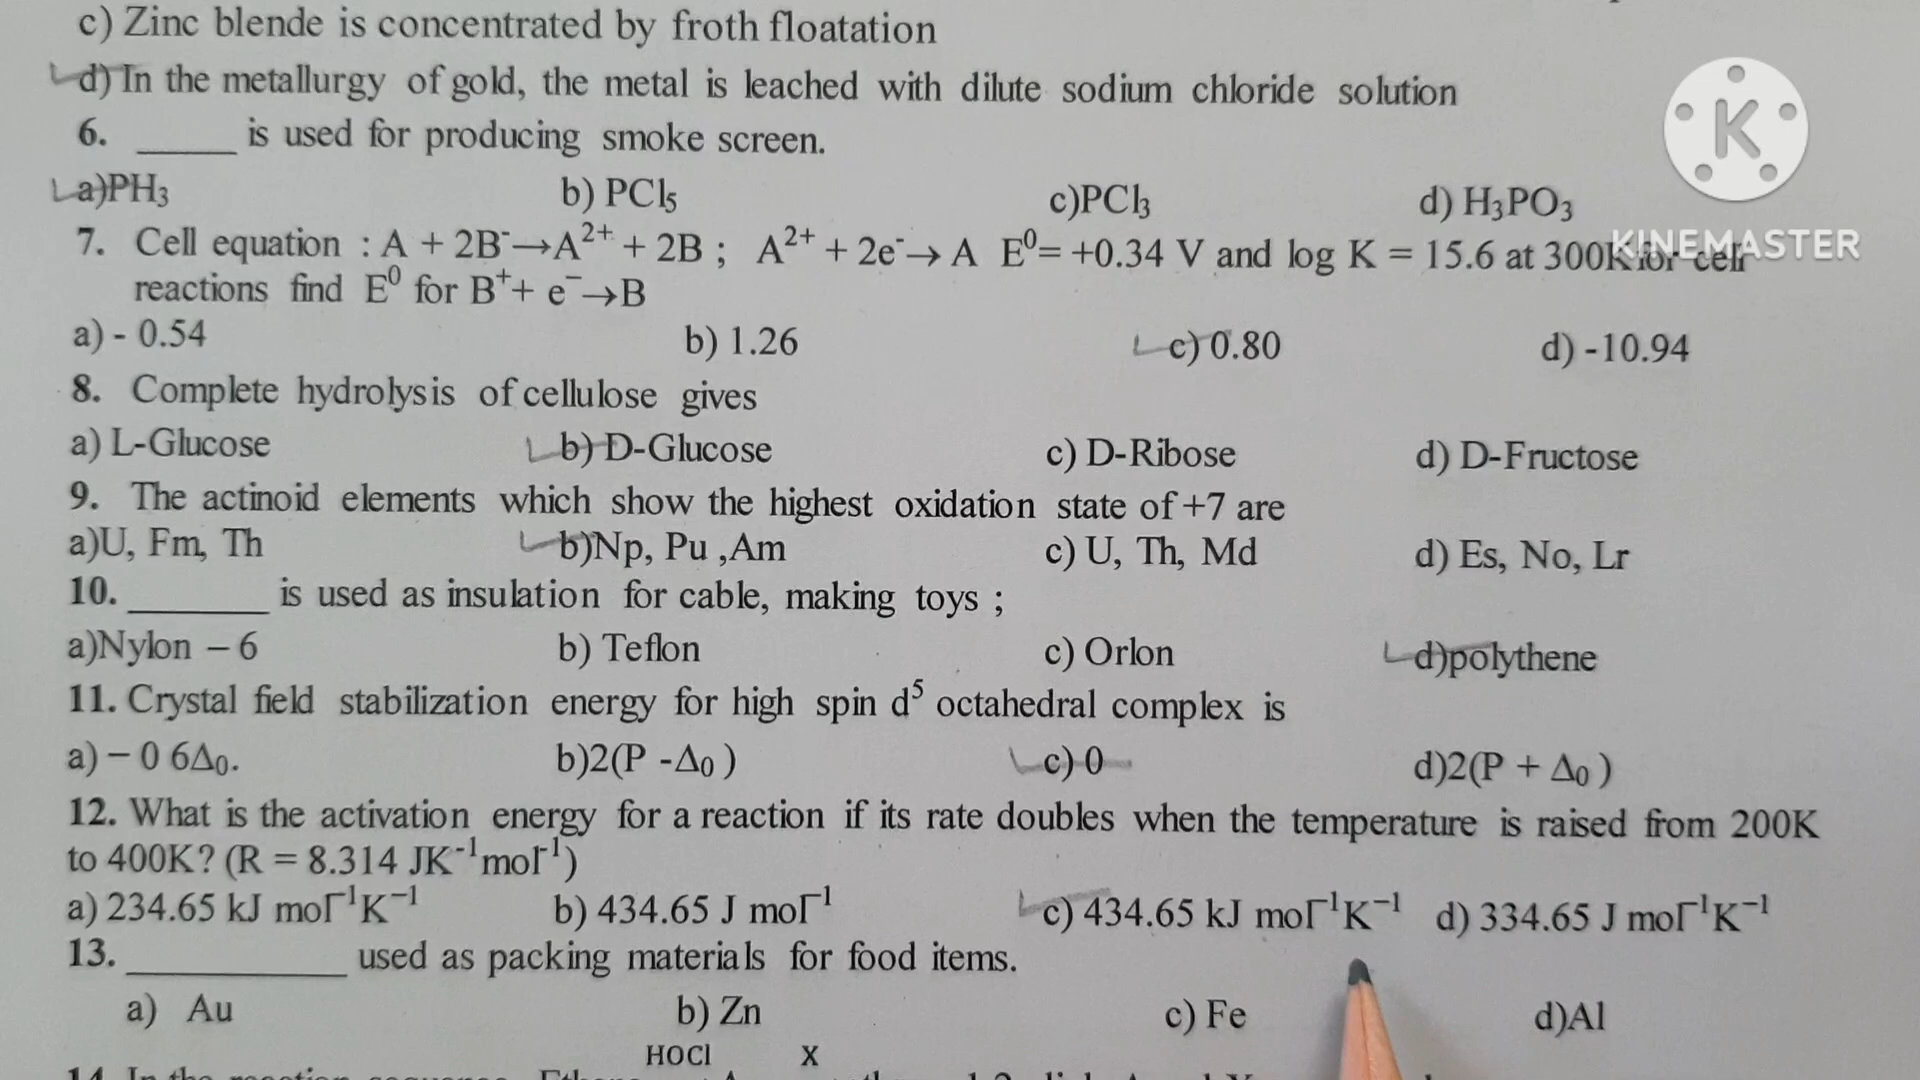 c) Zinc blende is concentrated by froth floatation
d) In the metallurgy of gold, the metal is leached with dilute sodium chloride solution
K
6. _____ is used for producing smoke screen.
a)PH₃ b) PCl₅ c)PCl₃ d) H₃PO₃
KINEMASTER
7. Cell equation : A + 2B⁻→A²⁺ + 2B ; A²⁺ + 2e⁻→ A E⁰= +0.34 V and log K = 15.6 at 300K for cell
reactions find E⁰ for B⁺+ e⁻→B
a) - 0.54 b) 1.26 c) 0.80 d) -10.94
8. Complete hydrolysis of cellulose gives
a) L-Glucose b) D-Glucose c) D-Ribose d) D-Fructose
9. The actinoid elements which show the highest oxidation state of +7 are
a)U, Fm, Th b)Np, Pu ,Am c) U, Th, Md d) Es, No, Lr
10. _______ is used as insulation for cable, making toys ;
a)Nylon – 6 b) Teflon c) Orlon d)polythene
11. Crystal field stabilization energy for high spin d⁵ octahedral complex is
a) – 0 6Δ₀. b)2(P -Δ₀ ) c) 0 d)2(P + Δ₀ )
12. What is the activation energy for a reaction if its rate doubles when the temperature is raised from 200K
to 400K? (R = 8.314 JK⁻¹mol⁻¹)
a) 234.65 kJ mol⁻¹K⁻¹ b) 434.65 J mol⁻¹ c) 434.65 kJ mol⁻¹K⁻¹ d) 334.65 J mol⁻¹K⁻¹
13. ___________ used as packing materials for food items.
a) Au b) Zn c) Fe d)Al
HOCl X
14. In the reaction sequence,